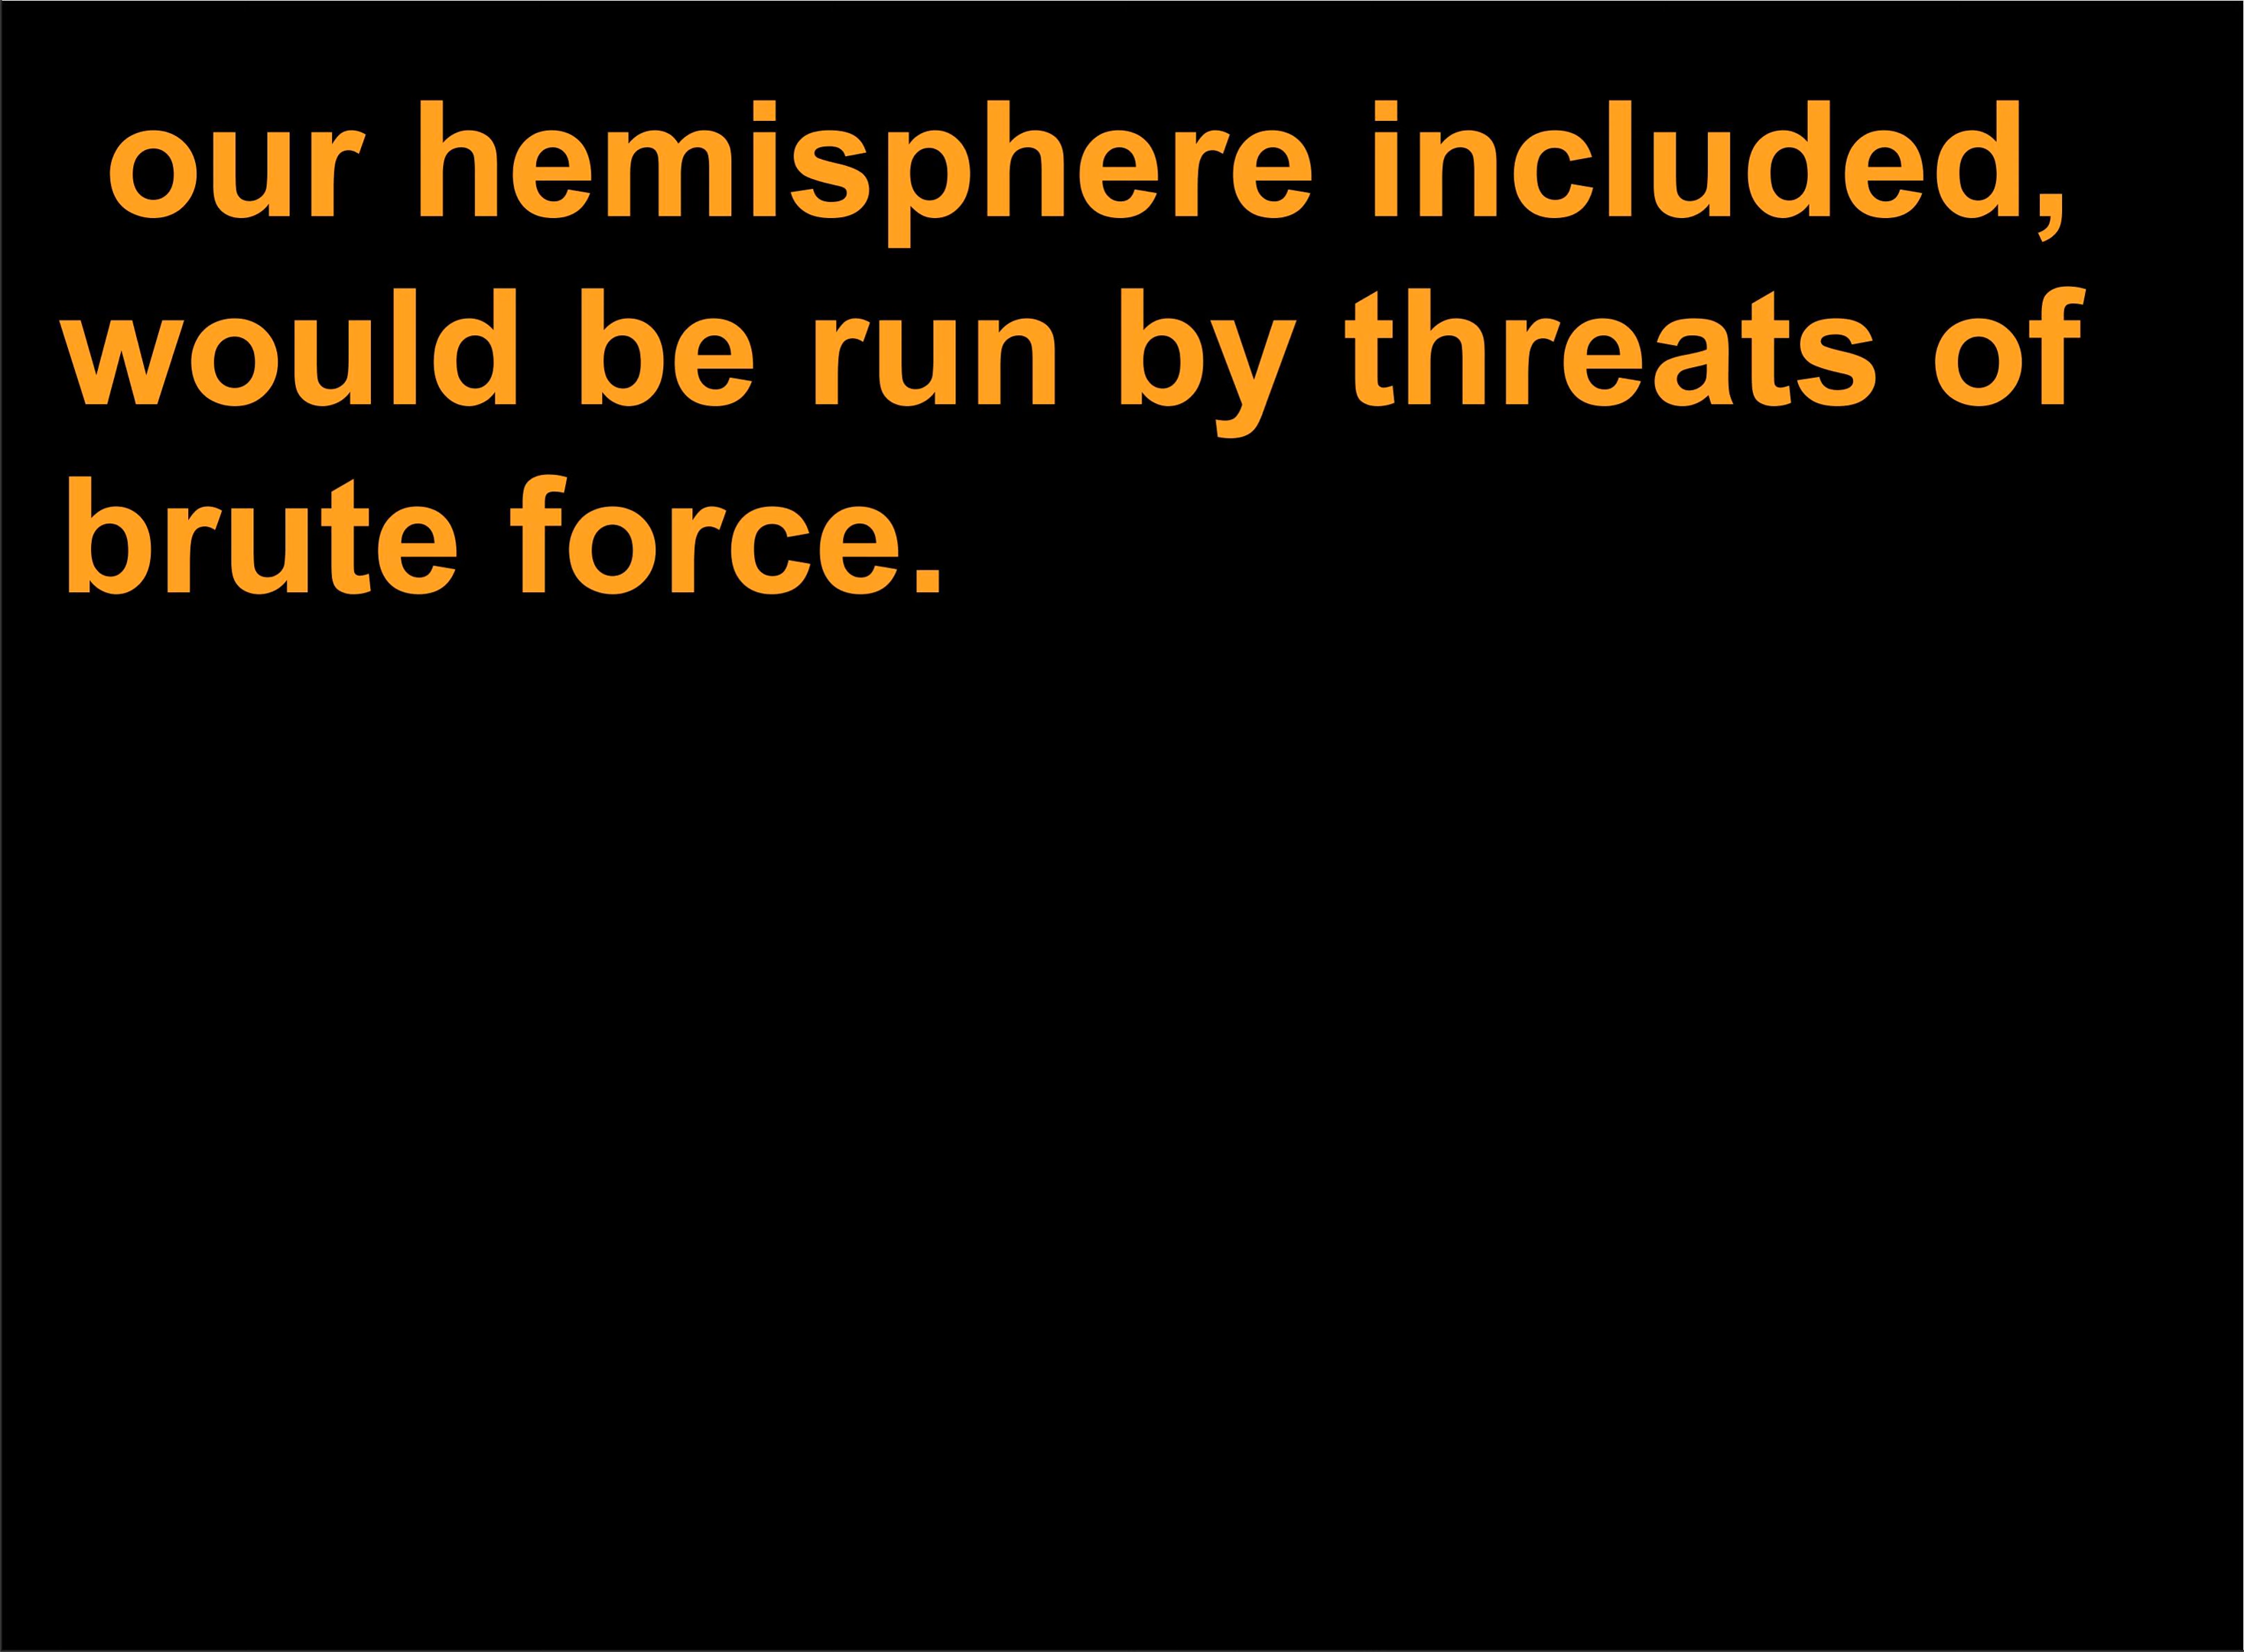 our hemisphere included,
would be run by threats of
brute force.